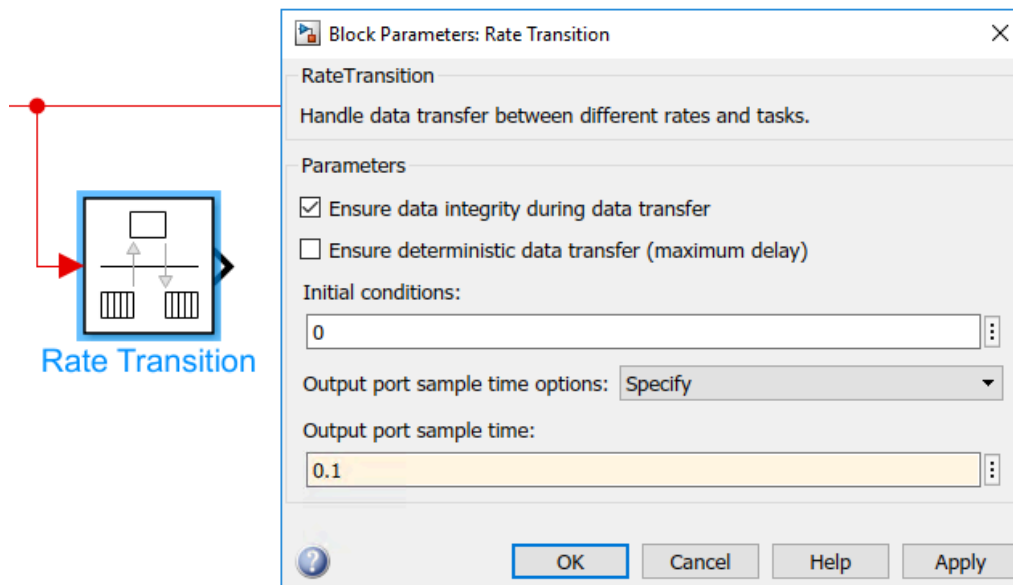 Block Parameters: Rate Transition
RateTransition
Handle data transfer between different rates and tasks.
Parameters
Ensure data integrity during data transfer
Ensure deterministic data transfer (maximum delay)
Initial conditions:
0
Output port sample time options: Specify
Output port sample time:
0.1
OK Cancel Help Apply
Rate Transition